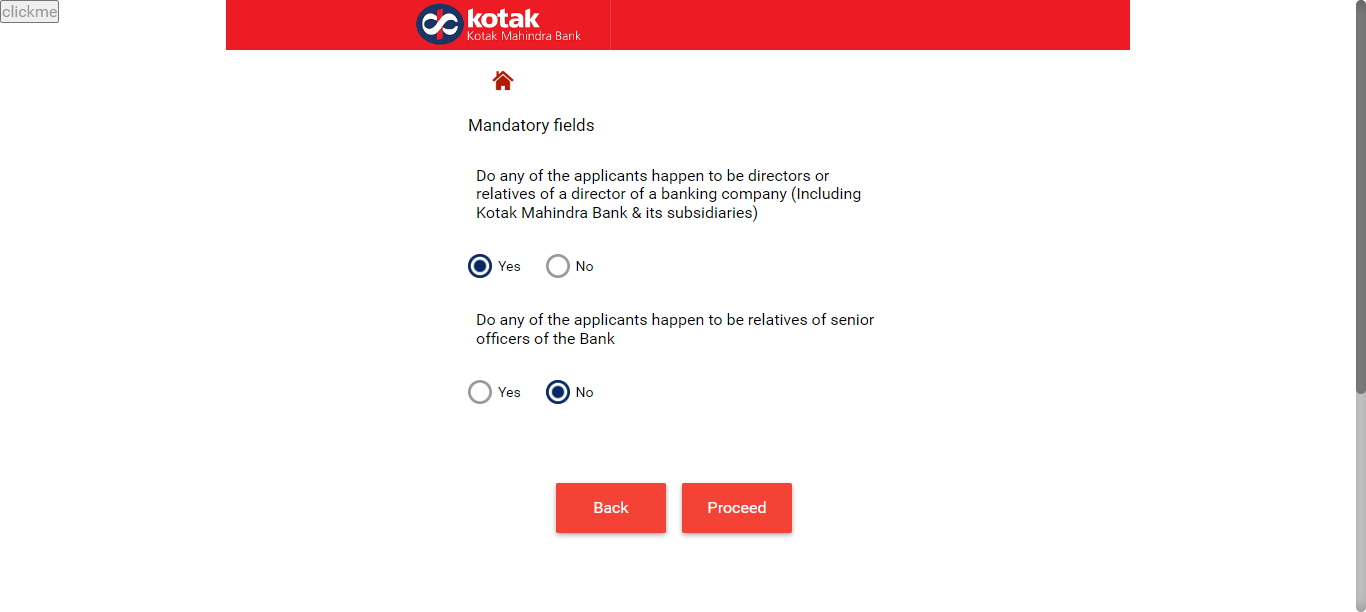 clickme
kotak
Kotak Mahindra Bank
Mandatory fields
Do any of the applicants happen to be directors or
relatives of a director of a banking company (Including
Kotak Mahindra Bank & its subsidiaries)
Yes No
Do any of the applicants happen to be relatives of senior
officers of the Bank
Yes No
Back Proceed